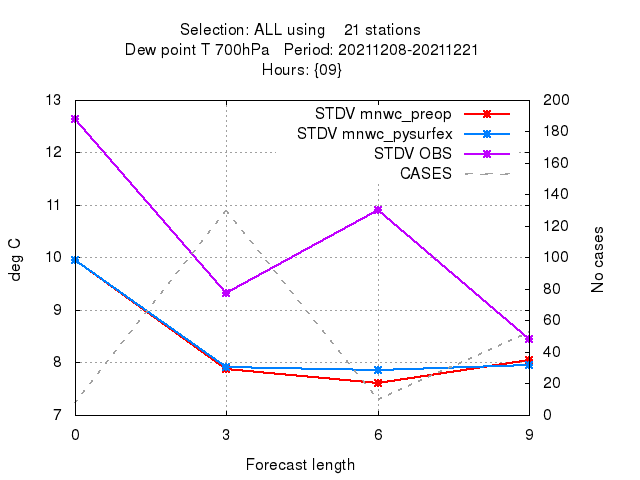 Selection: ALL using    21 stations
Dew point T 700hPa   Period: 20211208-20211221
Hours: {09}
STDV mnwc_preop
STDV mnwc_pysurfex
STDV OBS
CASES
deg C
13
12
11
10
9
8
7
200
180
160
140
120
100
80
60
40
20
0
No cases
0 3 6 9
Forecast length